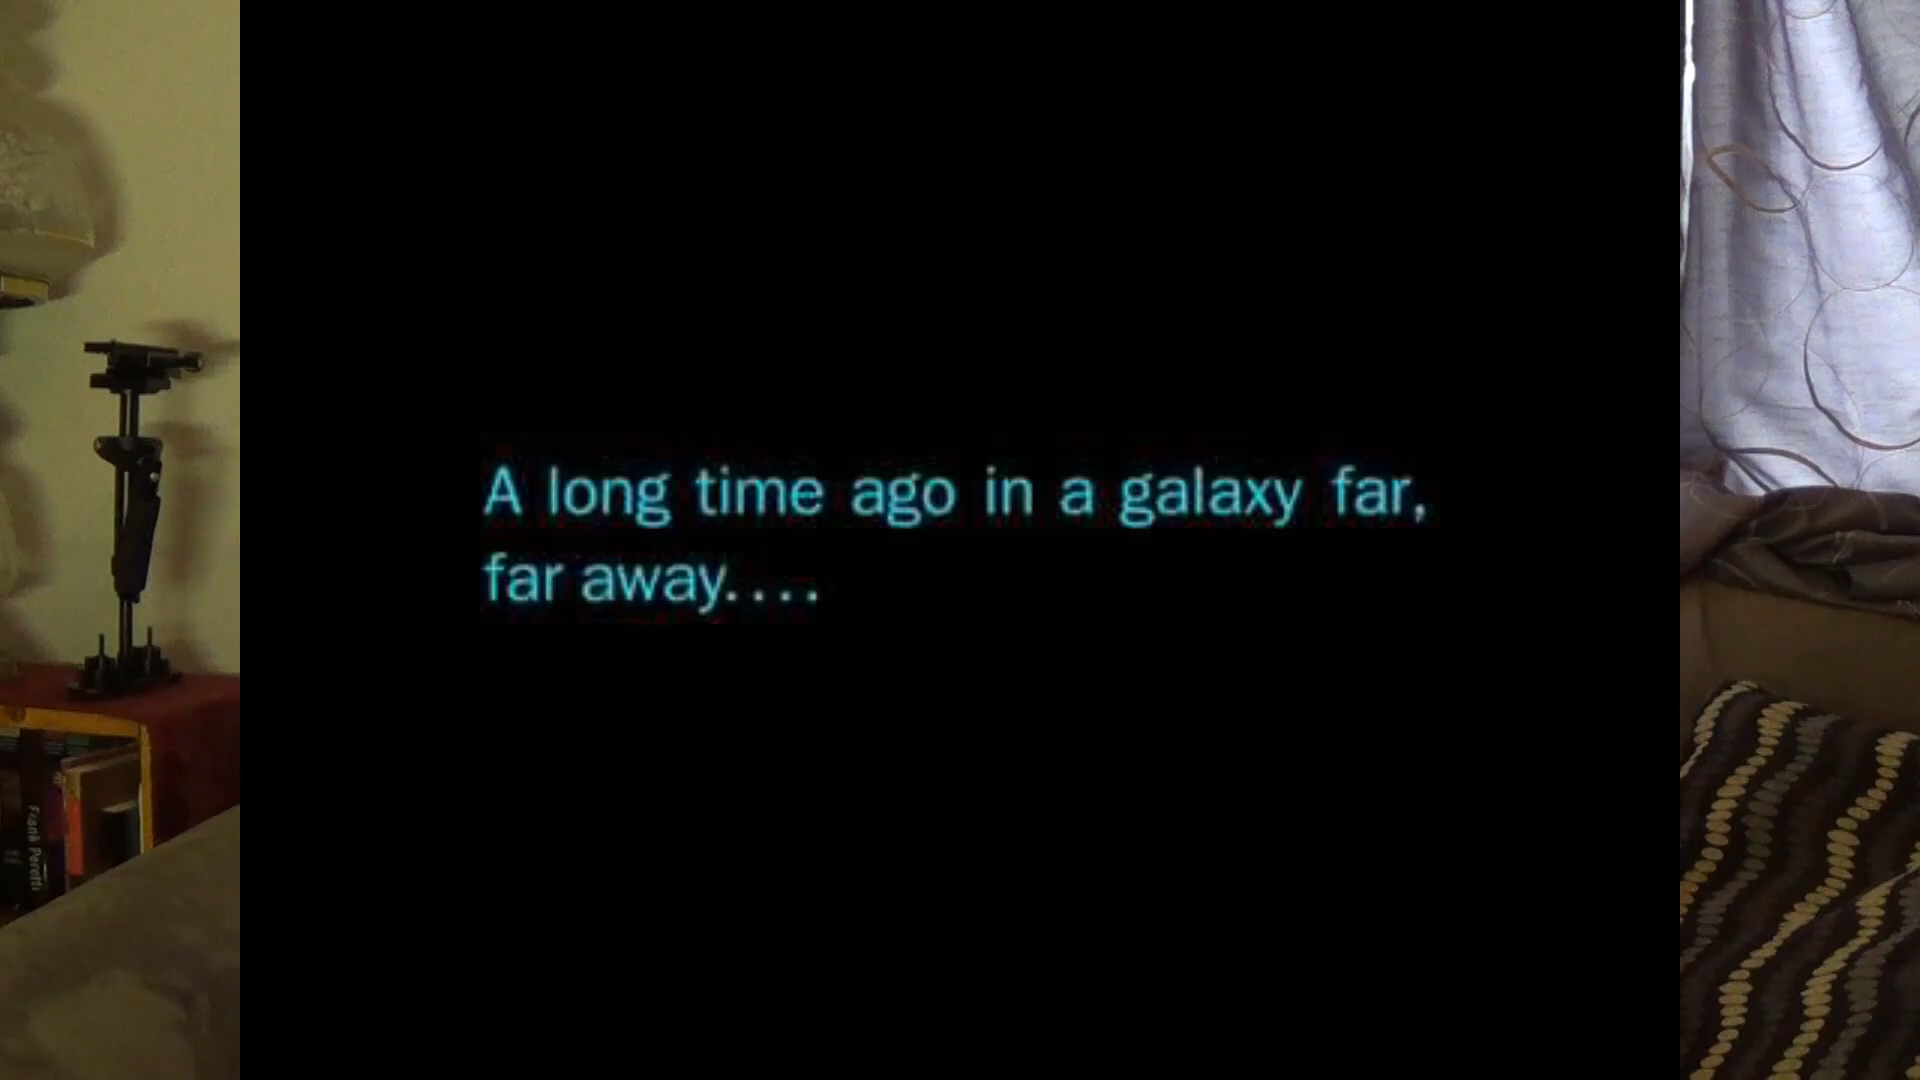 A long time ago in a galaxy far,
far away....
Frank Peretti